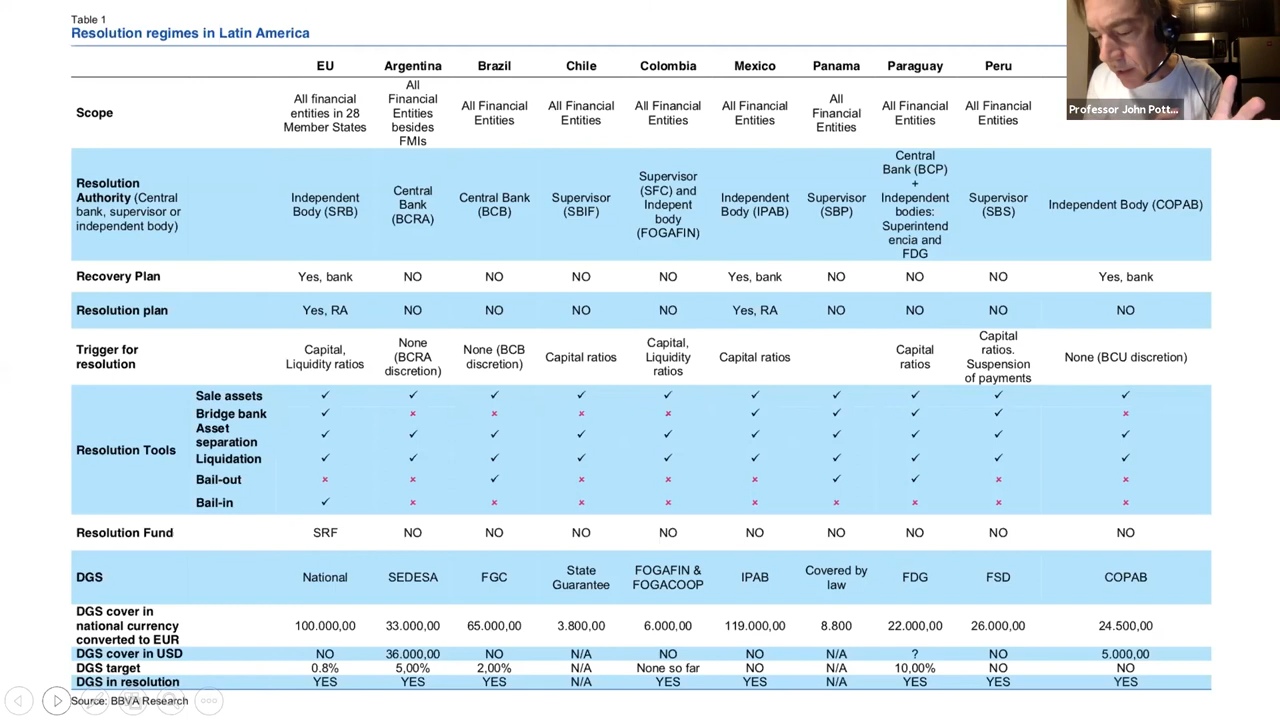 Table 1
Resolution regimes in Latin America
EU Argentina Brazil Chile Colombia Mexico Panama Paraguay Peru
Scope
All financial entities in 28 Member States
All Financial Entities besides FMIs
All Financial Entities
All Financial Entities
All Financial Entities
All Financial Entities
All Financial Entities
All Financial Entities
All Financial Entities
Professor John Pott...
Resolution Authority (Central bank, supervisor or independent body)
Independent Body (SRB)
Central Bank (BCRA)
Central Bank (BCB)
Supervisor (SBIF)
Supervisor (SFC) and Indepent body (FOGAFIN)
Independent Body (IPAB)
Supervisor (SBP)
Central Bank (BCP) + Independent bodies: Superintend encia and FDG
Supervisor (SBS)
Independent Body (COPAB)
Recovery Plan Yes, bank NO NO NO NO Yes, bank NO NO NO Yes, bank
Resolution plan Yes, RA NO NO NO NO Yes, RA NO NO NO NO
Trigger for resolution
Capital, Liquidity ratios
None (BCRA discretion)
None (BCB discretion)
Capital ratios
Capital, Liquidity ratios
Capital ratios
Capital ratios
Capital ratios. Suspension of payments
None (BCU discretion)
Resolution Tools
Sale assets ✓ ✓ ✓ ✓ ✓ ✓ ✓ ✓ ✓ ✓
Bridge bank ✓ × × × × ✓ ✓ ✓ ✓ ×
Asset separation ✓ ✓ ✓ ✓ ✓ ✓ ✓ ✓ ✓ ✓
Liquidation ✓ ✓ ✓ ✓ ✓ ✓ ✓ ✓ ✓ ✓
Bail-out × × ✓ × × × ✓ ✓ × ×
Bail-in ✓ × × × × × × × × ×
Resolution Fund SRF NO NO NO NO NO NO NO NO NO
DGS National SEDESA FGC State Guarantee FOGAFIN & FOGACOOP IPAB Covered by law FDG FSD COPAB
DGS cover in national currency converted to EUR 100.000,00 33.000,00 65.000,00 3.800,00 6.000,00 119.000,00 8.800 22.000,00 26.000,00 24.500,00
DGS cover in USD NO 36.000,00 NO N/A NO NO N/A ? NO 5.000,00
DGS target 0.8% 5,00% 2,00% N/A None so far NO N/A 10,00% NO NO
DGS in resolution YES YES YES N/A YES YES N/A YES YES YES
Source: BBVA Research